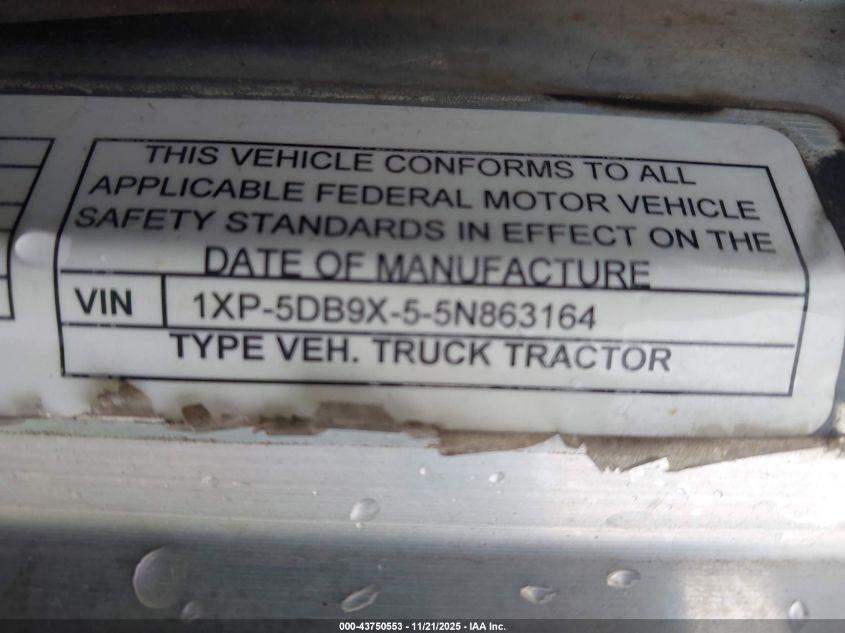 THIS VEHICLE CONFORMS TO ALL
APPLICABLE FEDERAL MOTOR VEHICLE
SAFETY STANDARDS IN EFFECT ON THE
DATE OF MANUFACTURE
VIN 1XP-5DB9X-5-5N863164
TYPE VEH. TRUCK TRACTOR
000-43750553 — 11/21/2025 — IAA Inc.